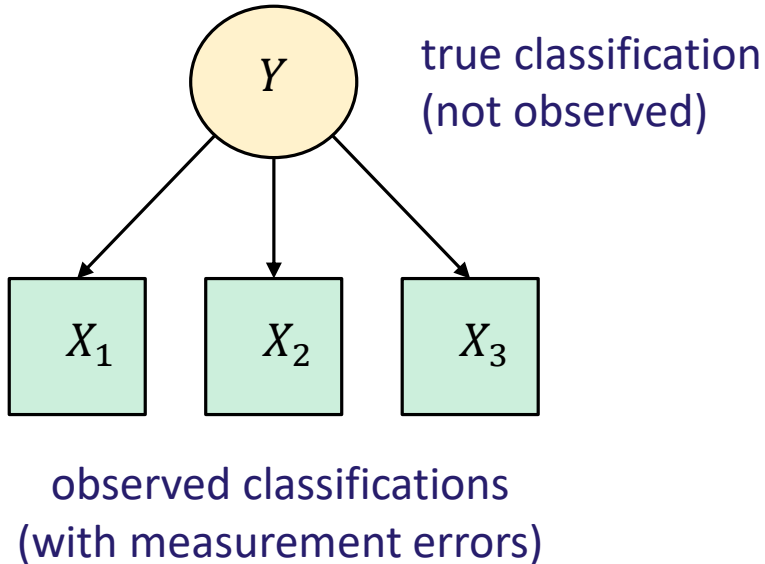 Y
true classification
(not observed)
X₁ X₂ X₃
observed classifications
(with measurement errors)